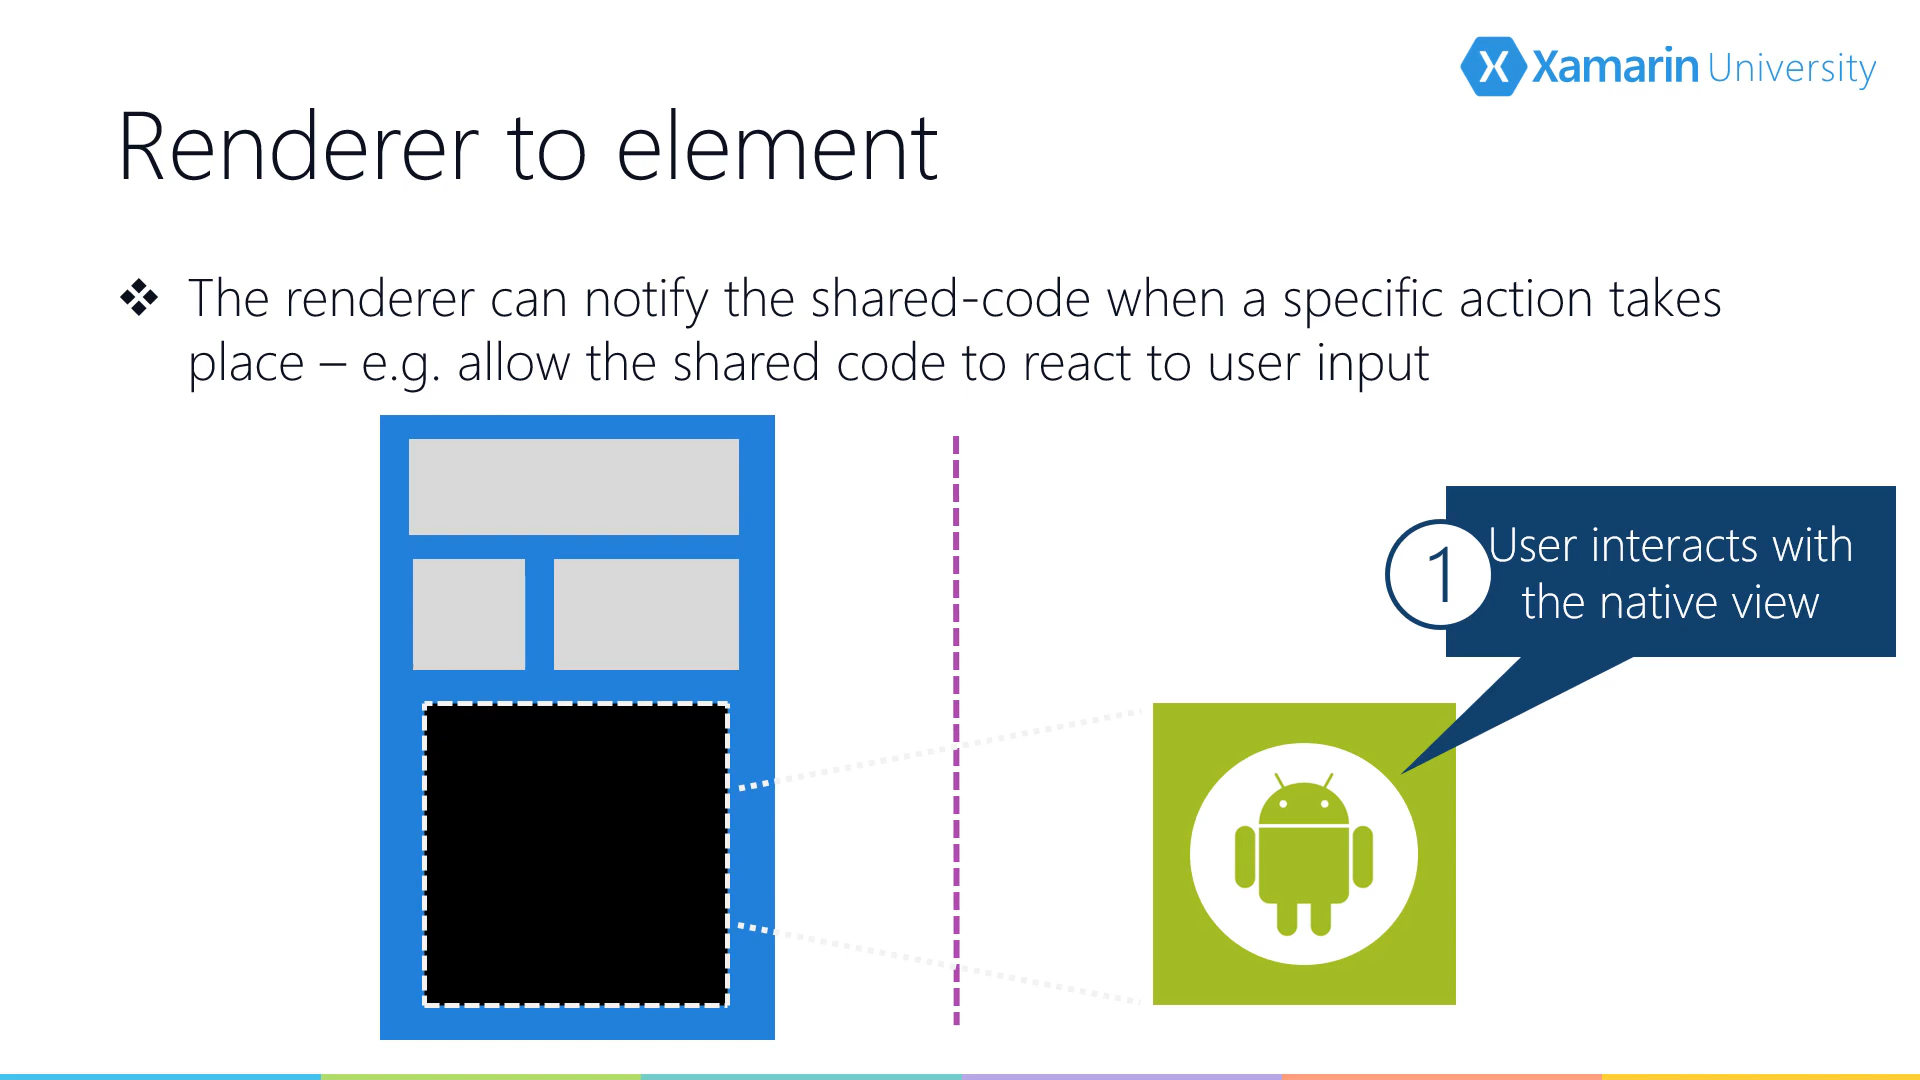 Xamarin University
Renderer to element
❖ The renderer can notify the shared-code when a specific action takes
place – e.g. allow the shared code to react to user input
1
User interacts with
the native view